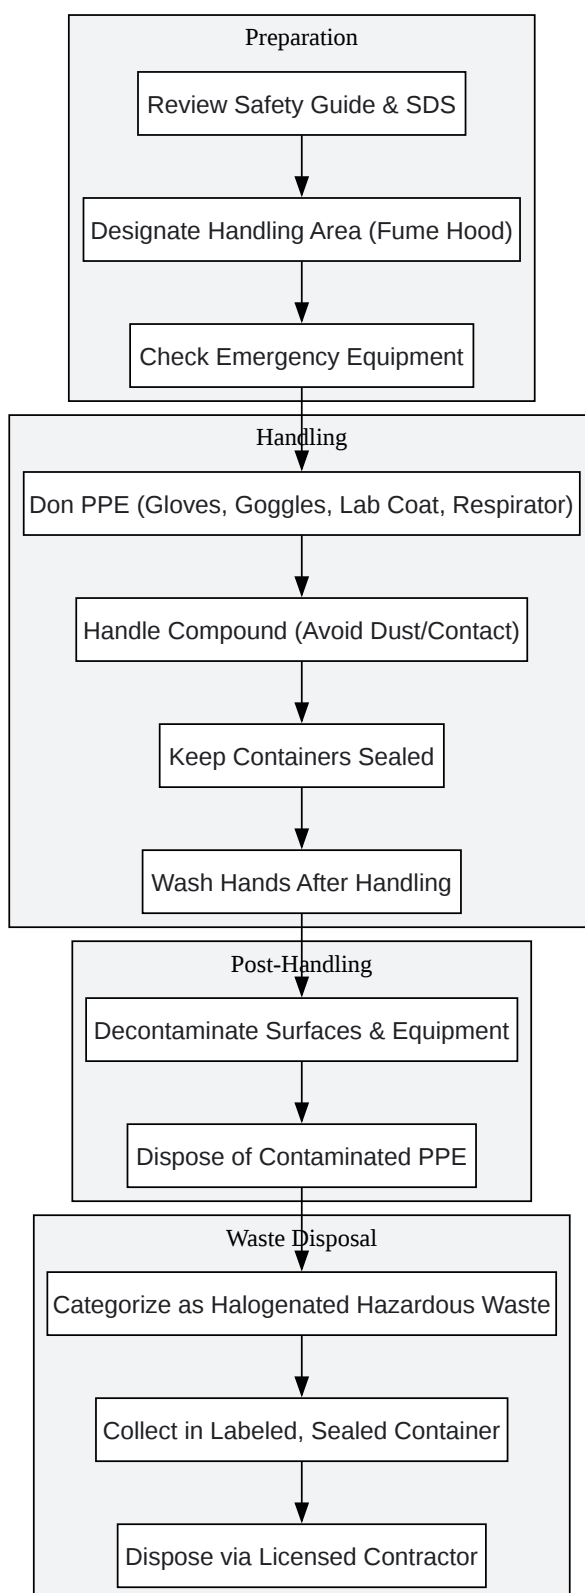 Preparation
Review Safety Guide & SDS
Designate Handling Area (Fume Hood)
Check Emergency Equipment
Handling
Don PPE (Gloves, Goggles, Lab Coat, Respirator)
Handle Compound (Avoid Dust/Contact)
Keep Containers Sealed
Wash Hands After Handling
Post-Handling
Decontaminate Surfaces & Equipment
Dispose of Contaminated PPE
Waste Disposal
Categorize as Halogenated Hazardous Waste
Collect in Labeled, Sealed Container
Dispose via Licensed Contractor